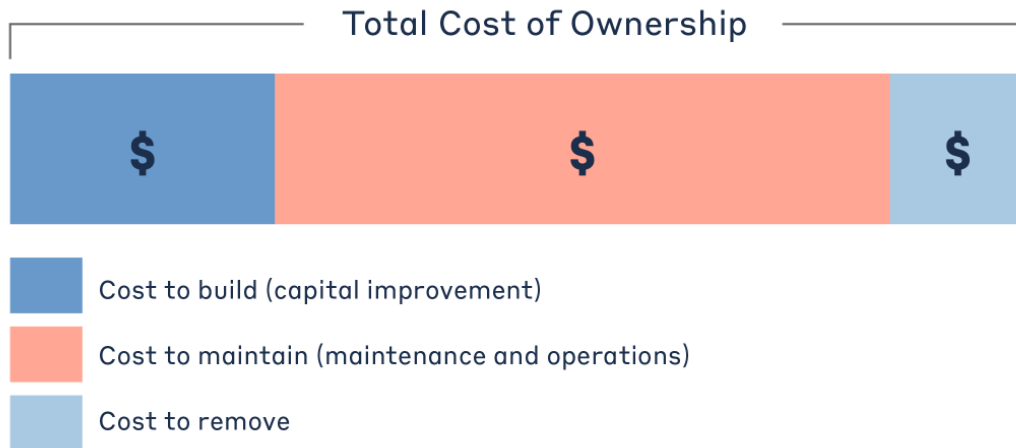 Total Cost of Ownership
$ $ $
Cost to build (capital improvement)
Cost to maintain (maintenance and operations)
Cost to remove